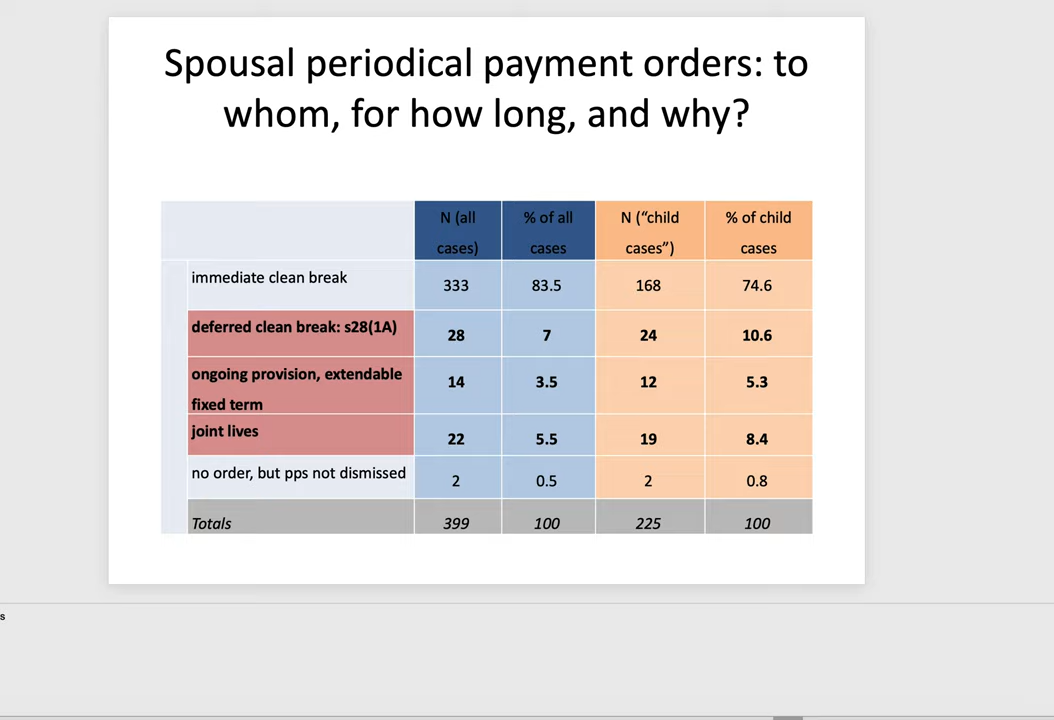 Spousal periodical payment orders: to
whom, for how long, and why?
N (all cases) % of all cases N (“child cases”) % of child cases
immediate clean break 333 83.5 168 74.6
deferred clean break: s28(1A) 28 7 24 10.6
ongoing provision, extendable fixed term 14 3.5 12 5.3
joint lives 22 5.5 19 8.4
no order, but pps not dismissed 2 0.5 2 0.8
Totals 399 100 225 100
s